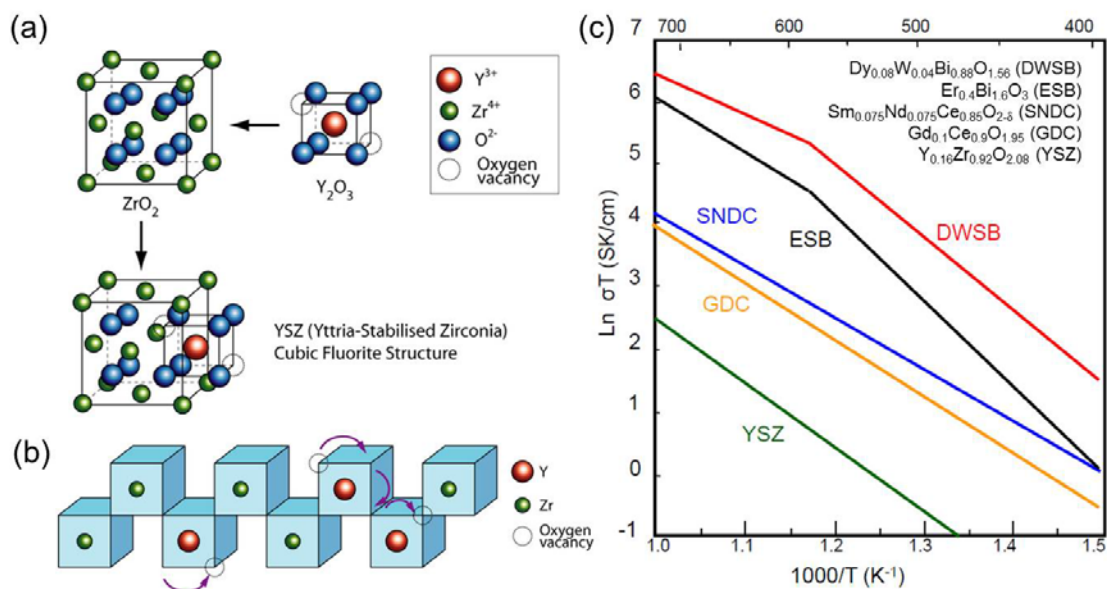 (a)
Y3+
Zr4+
O2-
Oxygen
vacancy
ZrO2
Y2O3
YSZ (Yttria-Stabilised Zirconia)
Cubic Fluorite Structure
(b)
Y
Zr
Oxygen
vacancy
(c)
700 600 500 400
Dy0.08W0.04Bi0.88O1.56 (DWSB)
Er0.4Bi1.6O3 (ESB)
Sm0.075Nd0.075Ce0.85O2-δ (SNDC)
Gd0.1Ce0.9O1.95 (GDC)
Y0.16Zr0.92O2.08 (YSZ)
SNDC
ESB
DWSB
GDC
YSZ
Ln σT (SK/cm)
7
6
5
4
3
2
1
0
-1
1.0 1.1 1.2 1.3 1.4 1.5
1000/T (K-1)